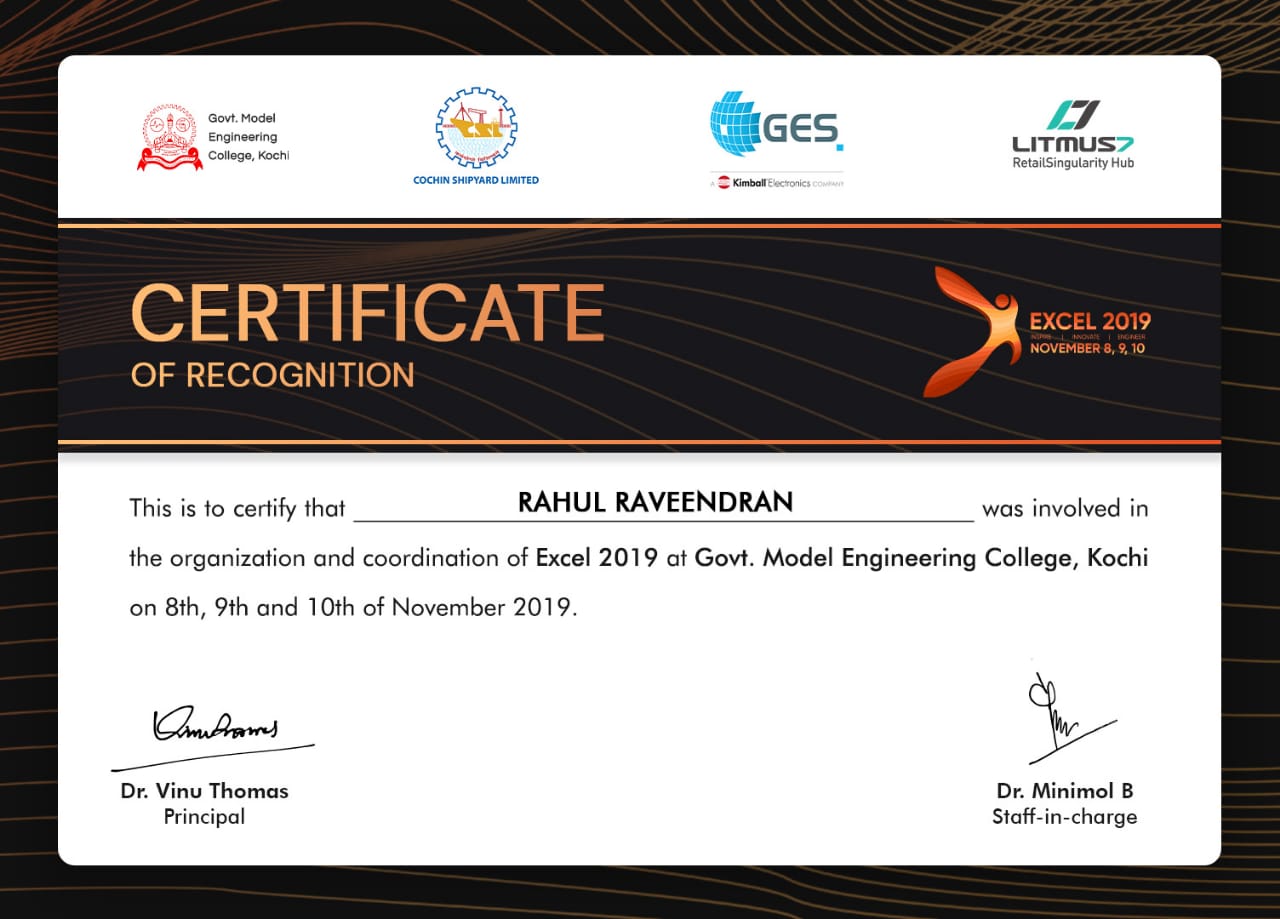 Govt. Model
Engineering
College, Kochi
CSL
COCHIN SHIPYARD LIMITED
GES
A Kimball Electronics COMPANY
LITMUS7
RetailSingularity Hub
CERTIFICATE
OF RECOGNITION
EXCEL 2019
INSPIRE | INNOVATE | ENGINEER
NOVEMBER 8, 9, 10
This is to certify that RAHUL RAVEENDRAN was involved in
the organization and coordination of Excel 2019 at Govt. Model Engineering College, Kochi
on 8th, 9th and 10th of November 2019.
Dr. Vinu Thomas
Principal
Dr. Minimol B
Staff-in-charge